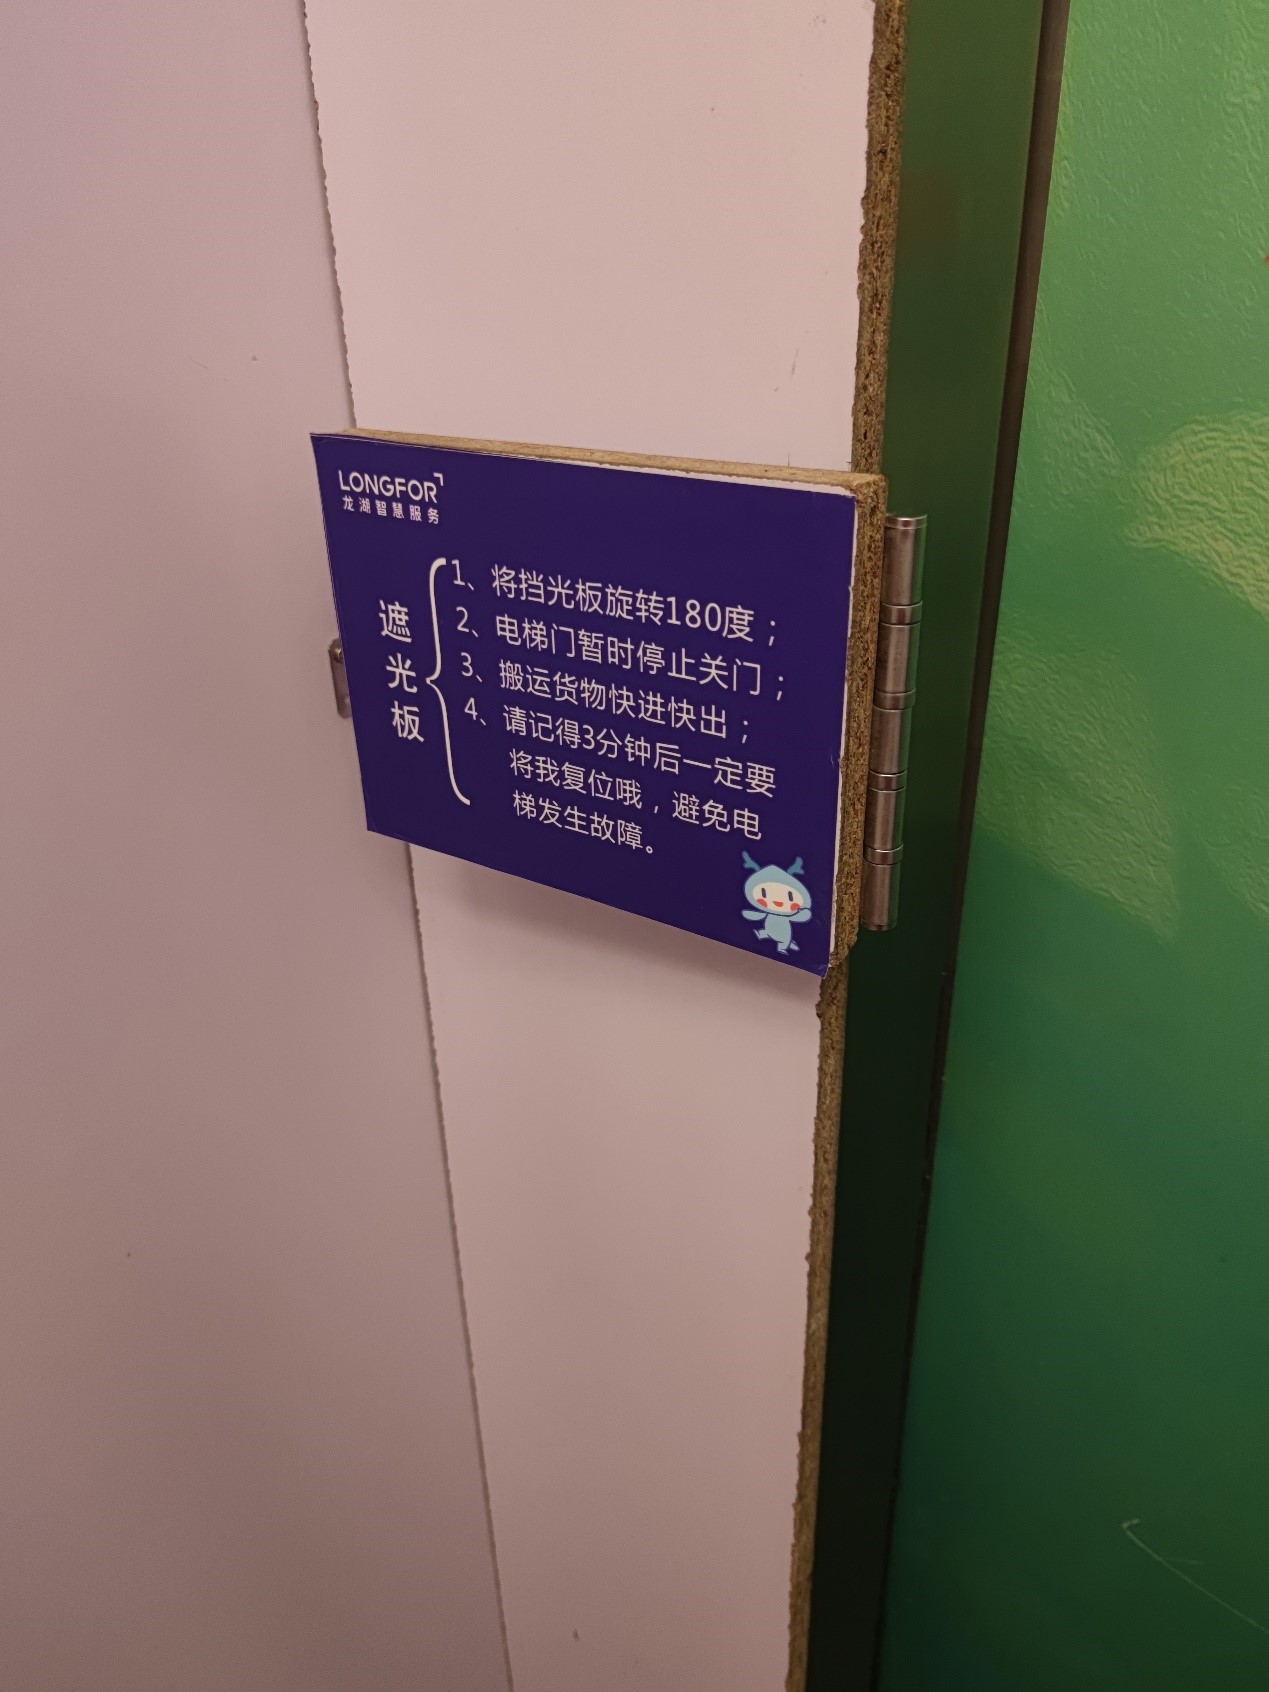 LONGFOR
龙湖智慧服务
遮光板
1、将挡光板旋转180度；
2、电梯门暂时停止关门；
3、搬运货物快进快出；
4、请记得3分钟后一定要
将我复位哦，避免电
梯发生故障。